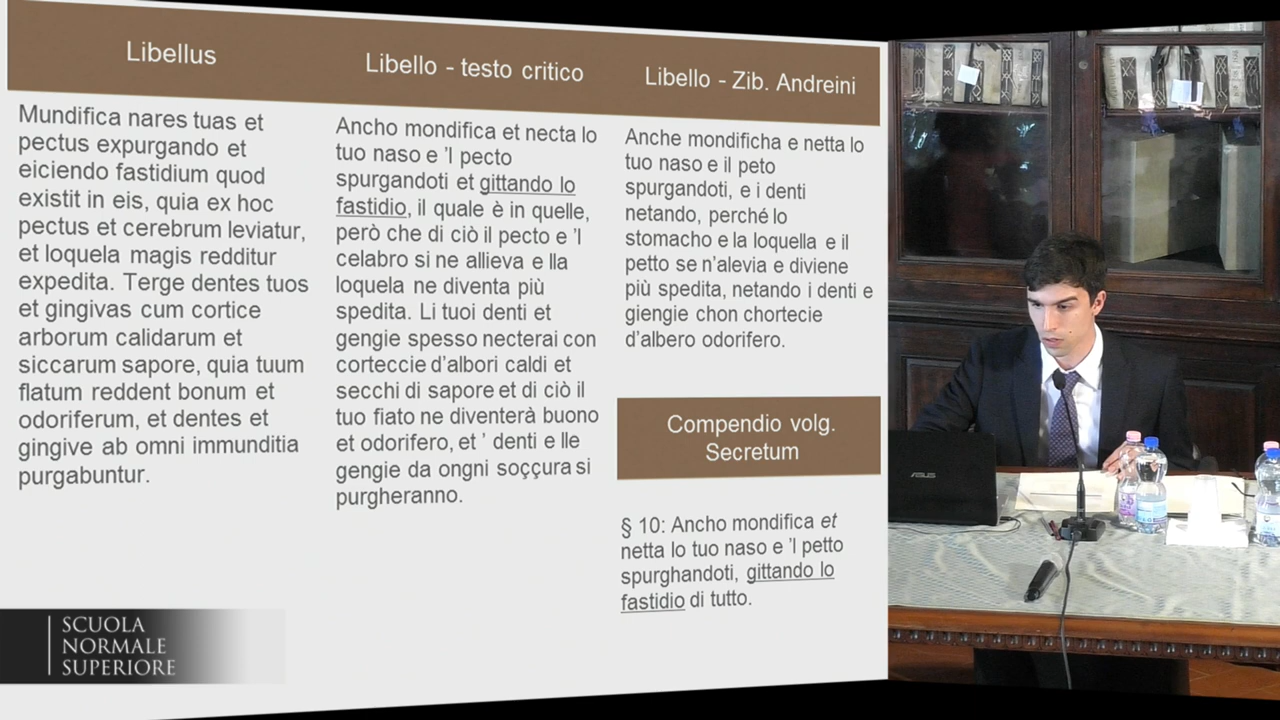 Libellus
Mundifica nares tuas et
pectus expurgando et
eiciendo fastidium quod
existit in eis, quia ex hoc
pectus et cerebrum leviatur,
et loquela magis redditur
expedita. Terge dentes tuos
et gingivas cum cortice
arborum calidarum et
siccarum sapore, quia tuum
flatum reddent bonum et
odoriferum, et dentes et
gingive ab omni immunditia
purgabuntur.
Libello - testo critico
Ancho mondifica et necta lo
tuo naso e 'l pecto
spurgandoti et gittando lo
fastidio, il quale è in quelle,
però che di ciò il pecto e 'l
celabro si ne allieva e lla
loquela ne diventa più
spedita. Li tuoi denti et
gengie spesso necterai con
corteccie d'albori caldi et
secchi di sapore et di ciò il
tuo fiato ne diventerà buono
et odorifero, et ' denti e lle
gengie da ongni soççura si
purgheranno.
Libello - Zib. Andreini
Anche mondificha e netta lo
tuo naso e il peto
spurgandoti, e i denti
netando, perché lo
stomacho e la loquella e il
petto se n'alevia e diviene
più spedita, netando i denti e
giengie chon chortecie
d'albero odorifero.
Compendio volg.
Secretum
§ 10: Ancho mondifica et
netta lo tuo naso e 'l petto
spurghandoti, gittando lo
fastidio di tutto.
SCUOLA
NORMALE
SUPERIORE
ASUS